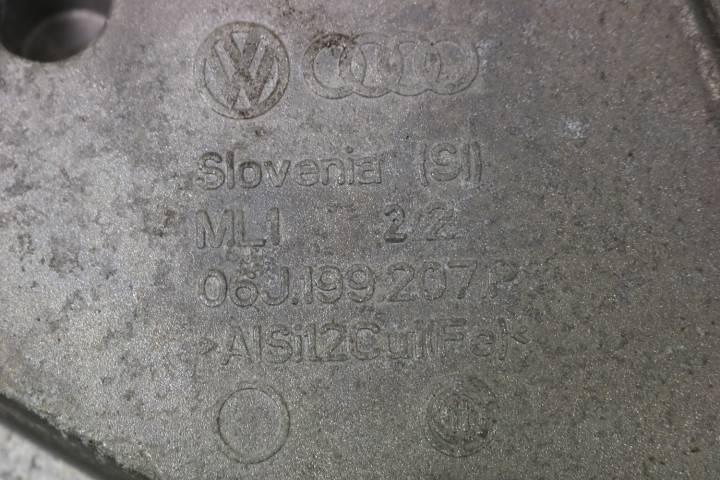 VW
Slovenia (SI)
ML1 2/2
06J.199.207.
>AlSi12Cu1(Fe)<